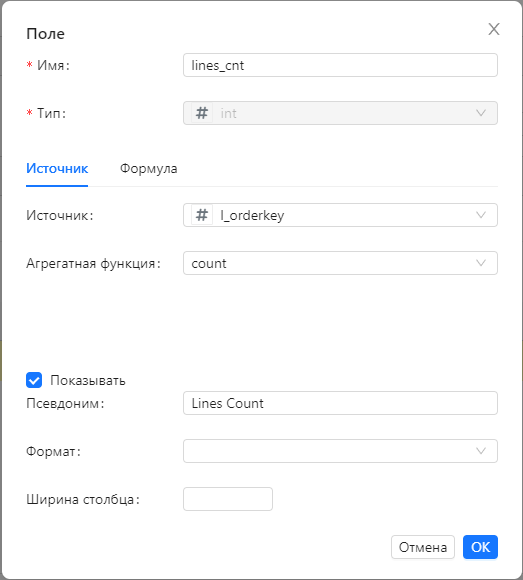 Поле
* Имя: lines_cnt
* Тип: # int
Источник Формула
Источник: # l_orderkey
Агрегатная функция: count
Показывать
Псевдоним: Lines Count
Формат:
Ширина столбца:
Отмена OK